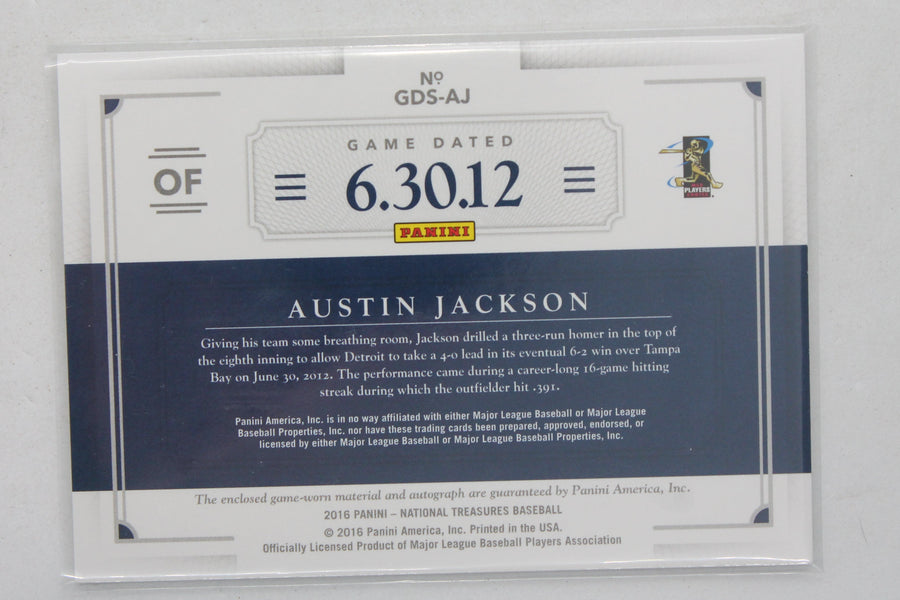 Nº
GDS-AJ
GAME DATED
OF
6.30.12
PANINI
PLAYERS
AUSTIN JACKSON
Giving his team some breathing room, Jackson drilled a three-run homer in the top of
the eighth inning to allow Detroit to take a 4-0 lead in its eventual 6-2 win over Tampa
Bay on June 30, 2012. The performance came during a career-long 16-game hitting
streak during which the outfielder hit .391.
Panini America, Inc. is in no way affiliated with either Major League Baseball or Major League
Baseball Properties, Inc. nor have these trading cards been prepared, approved, endorsed, or
licensed by either Major League Baseball or Major League Baseball Properties, Inc.
The enclosed game-worn material and autograph are guaranteed by Panini America, Inc.
2016 PANINI – NATIONAL TREASURES BASEBALL
© 2016 Panini America, Inc. Printed in the USA.
Officially Licensed Product of Major League Baseball Players Association